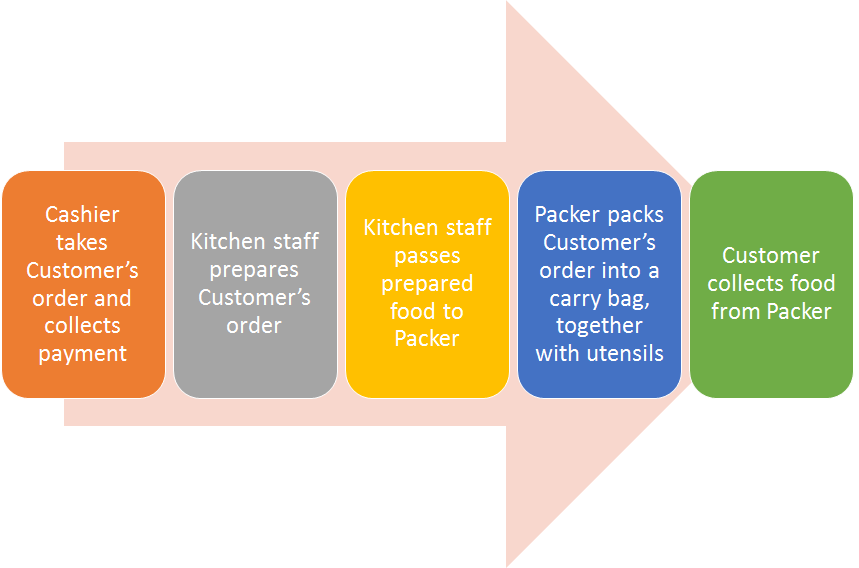 Cashier
takes
Customer's
order and
collects
payment
Kitchen staff
prepares
Customer's
order
Kitchen staff
passes
prepared
food to
Packer
Packer packs
Customer's
order into a
carry bag,
together
with utensils
Customer
collects food
from Packer